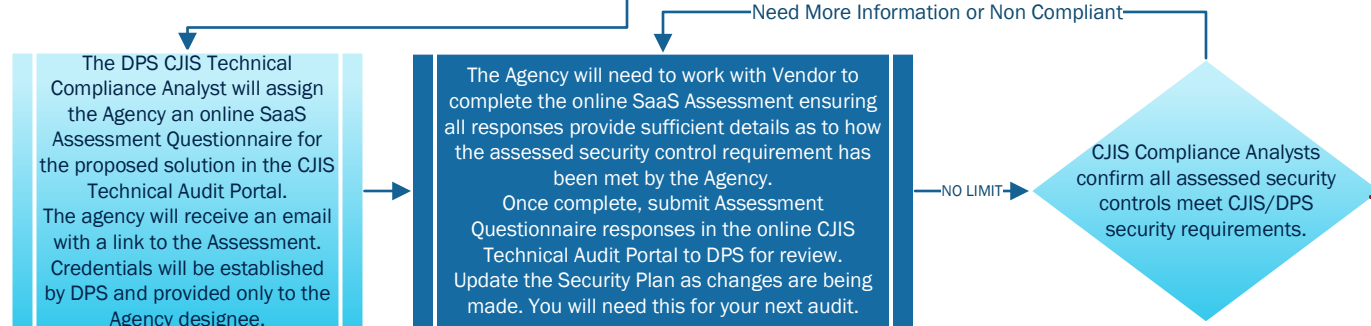 Need More Information or Non Compliant
The DPS CJIS Technical
Compliance Analyst will assign
the Agency an online SaaS
Assessment Questionnaire for
the proposed solution in the CJIS
Technical Audit Portal.
The agency will receive an email
with a link to the Assessment.
Credentials will be established
by DPS and provided only to the
Agency designee.
The Agency will need to work with Vendor to
complete the online SaaS Assessment ensuring
all responses provide sufficient details as to how
the assessed security control requirement has
been met by the Agency.
Once complete, submit Assessment
Questionnaire responses in the online CJIS
Technical Audit Portal to DPS for review.
Update the Security Plan as changes are being
made. You will need this for your next audit.
NO LIMIT
CJIS Compliance Analysts
confirm all assessed security
controls meet CJIS/DPS
security requirements.